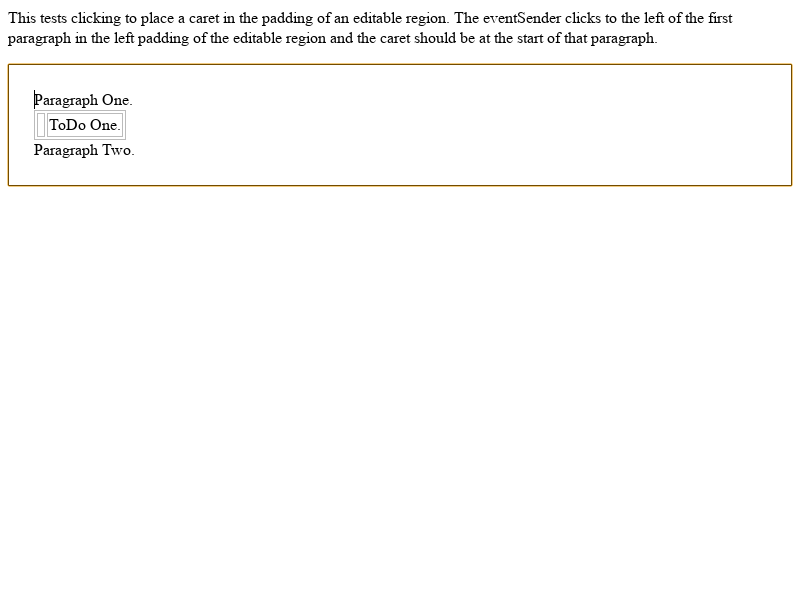 This tests clicking to place a caret in the padding of an editable region. The eventSender clicks to the left of the first
paragraph in the left padding of the editable region and the caret should be at the start of that paragraph.
Paragraph One.
ToDo One.
Paragraph Two.